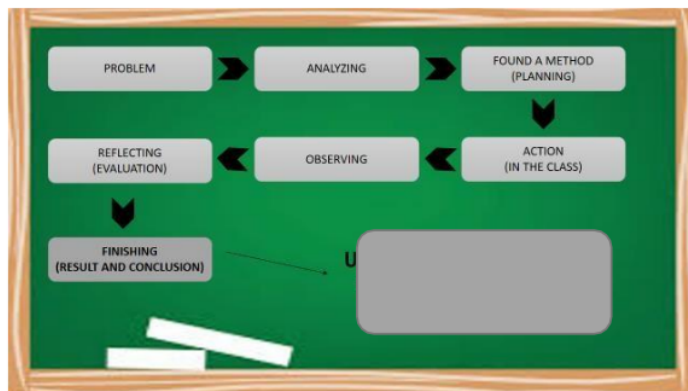 PROBLEM
ANALYZING
FOUND A METHOD
(PLANNING)
ACTION
(IN THE CLASS)
OBSERVING
REFLECTING
(EVALUATION)
FINISHING
(RESULT AND CONCLUSION)